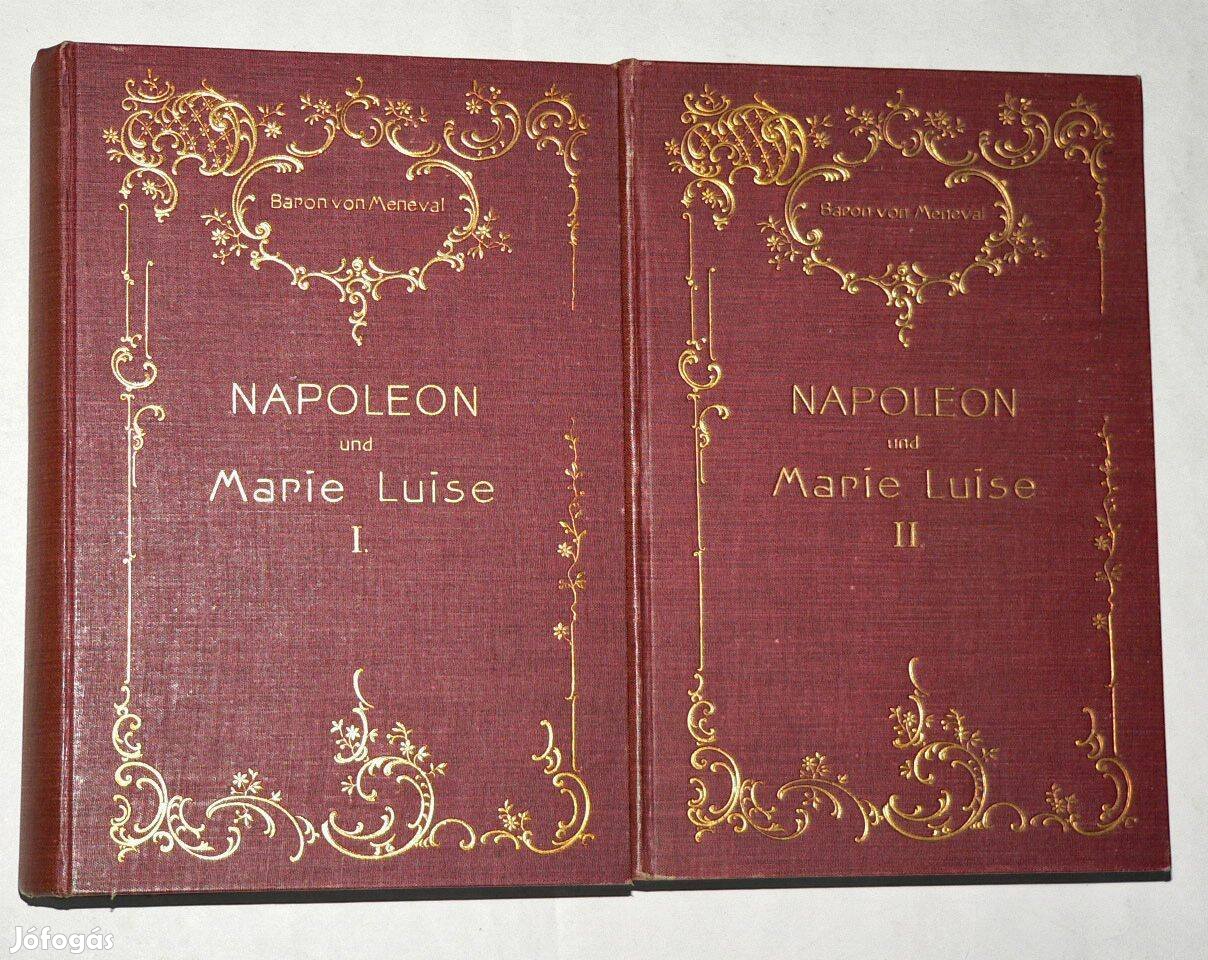 Baron von Meneval
NAPOLEON
und
Marie Luise
I.
Baron von Meneval
NAPOLEON
und
Marie Luise
II.
Jófogás